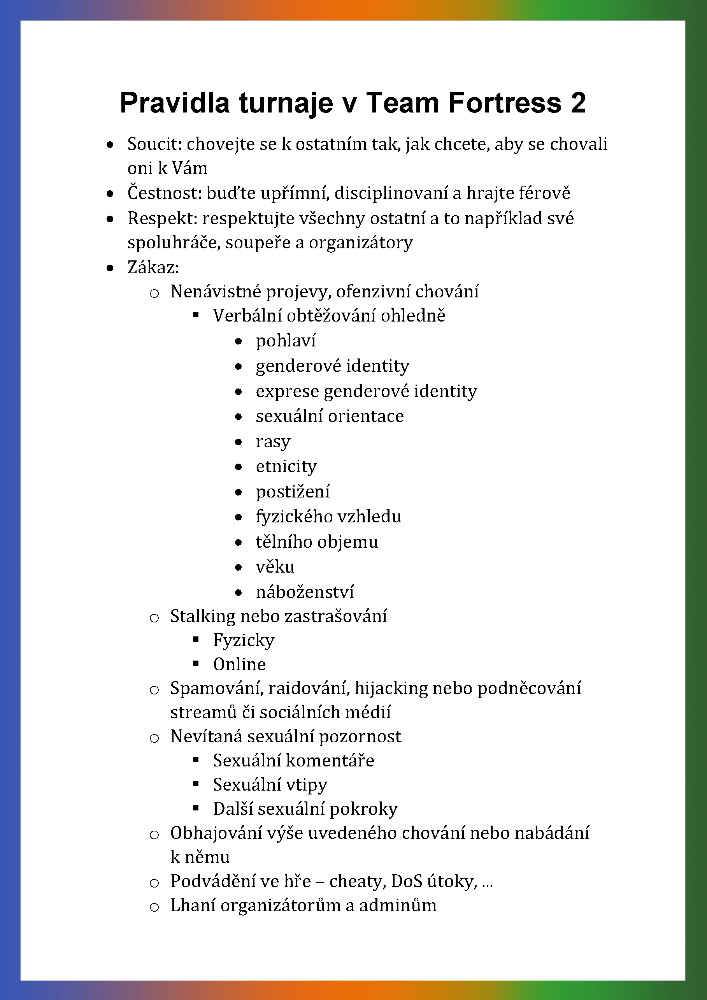 Pravidla turnaje v Team Fortress 2
• Soucit: chovejte se k ostatním tak, jak chcete, aby se chovali
oni k Vám
• Čestnost: buďte upřímní, disciplinovaní a hrajte férově
• Respekt: respektujte všechny ostatní a to například své
spoluhráče, soupeře a organizátory
• Zákaz:
o Nenávistné projevy, ofenzivní chování
▪ Verbální obtěžování ohledně
• pohlaví
• genderové identity
• exprese genderové identity
• sexuální orientace
• rasy
• etnicity
• postižení
• fyzického vzhledu
• tělního objemu
• věku
• náboženství
o Stalking nebo zastrašování
▪ Fyzicky
▪ Online
o Spamování, raidování, hijacking nebo podněcování
streamů či sociálních médií
o Nevítaná sexuální pozornost
▪ Sexuální komentáře
▪ Sexuální vtipy
▪ Další sexuální pokroky
o Obhajování výše uvedeného chování nebo nabádání
k němu
o Podvádění ve hře – cheaty, DoS útoky, ...
o Lhaní organizátorům a adminům